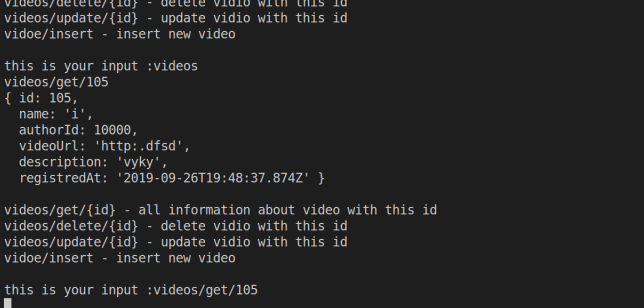 videos/delete/{id} - delete vidio with this id
videos/update/{id} - update vidio with this id
vidoe/insert - insert new video
this is your input :videos
videos/get/105
{ id: 105,
name: 'i',
authorId: 10000,
videoUrl: 'http:.dfsd',
description: 'vyky',
registredAt: '2019-09-26T19:48:37.874Z' }
videos/get/{id} - all information about video with this id
videos/delete/{id} - delete vidio with this id
videos/update/{id} - update vidio with this id
vidoe/insert - insert new video
this is your input :videos/get/105